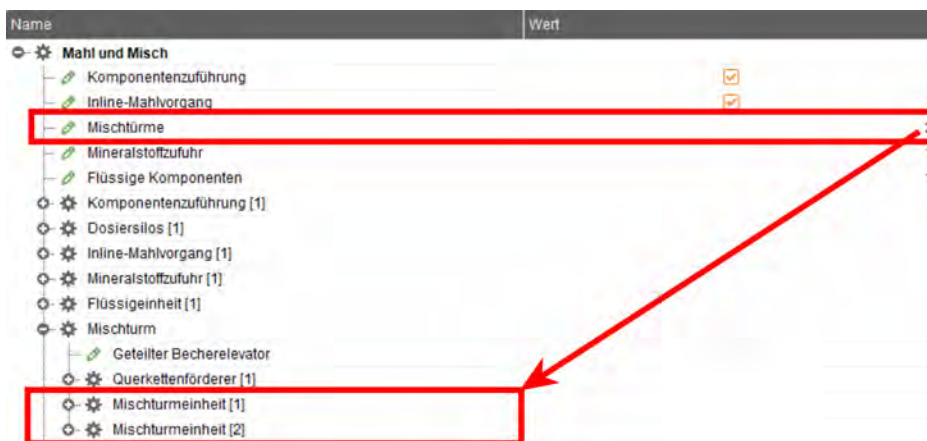 Name Wert
Mahl und Misch
Komponentenzuführung
Inline-Mahlvorgang
Mischtürme
Mineralstoffzufuhr
Flüssige Komponenten
Komponentenzuführung [1]
Dosiersilos [1]
Inline-Mahlvorgang [1]
Mineralstoffzufuhr [1]
Flüssigeinheit [1]
Mischturm
Geteilter Becherelevator
Querkettenförderer [1]
Mischturmeinheit [1]
Mischturmeinheit [2]